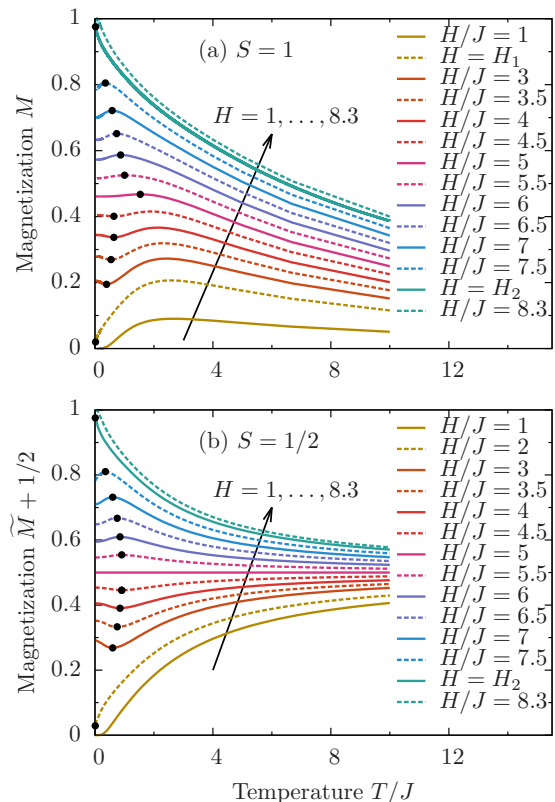 1
0.8
0.6
0.4
0.2
0
Magnetization M
(a) S = 1
H = 1, . . . , 8.3
H/J = 1
H = H₁
H/J = 3
H/J = 3.5
H/J = 4
H/J = 4.5
H/J = 5
H/J = 5.5
H/J = 6
H/J = 6.5
H/J = 7
H/J = 7.5
H = H₂
H/J = 8.3
0 4 8 12
1
0.8
0.6
0.4
0.2
0
Magnetization M̃ + 1/2
(b) S = 1/2
H = 1, . . . , 8.3
H/J = 1
H/J = 2
H/J = 3
H/J = 3.5
H/J = 4
H/J = 4.5
H/J = 5
H/J = 5.5
H/J = 6
H/J = 6.5
H/J = 7
H/J = 7.5
H = H₂
H/J = 8.3
0 4 8 12
Temperature T/J